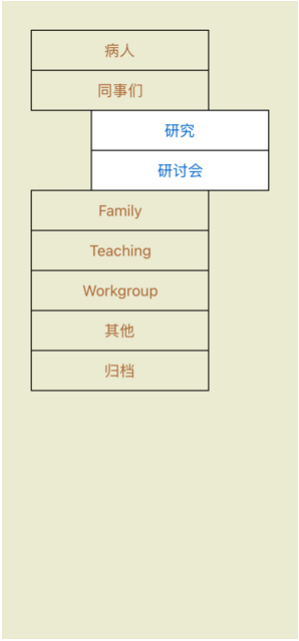 病人
同事们
研究
研讨会
Family
Teaching
Workgroup
其他
归档